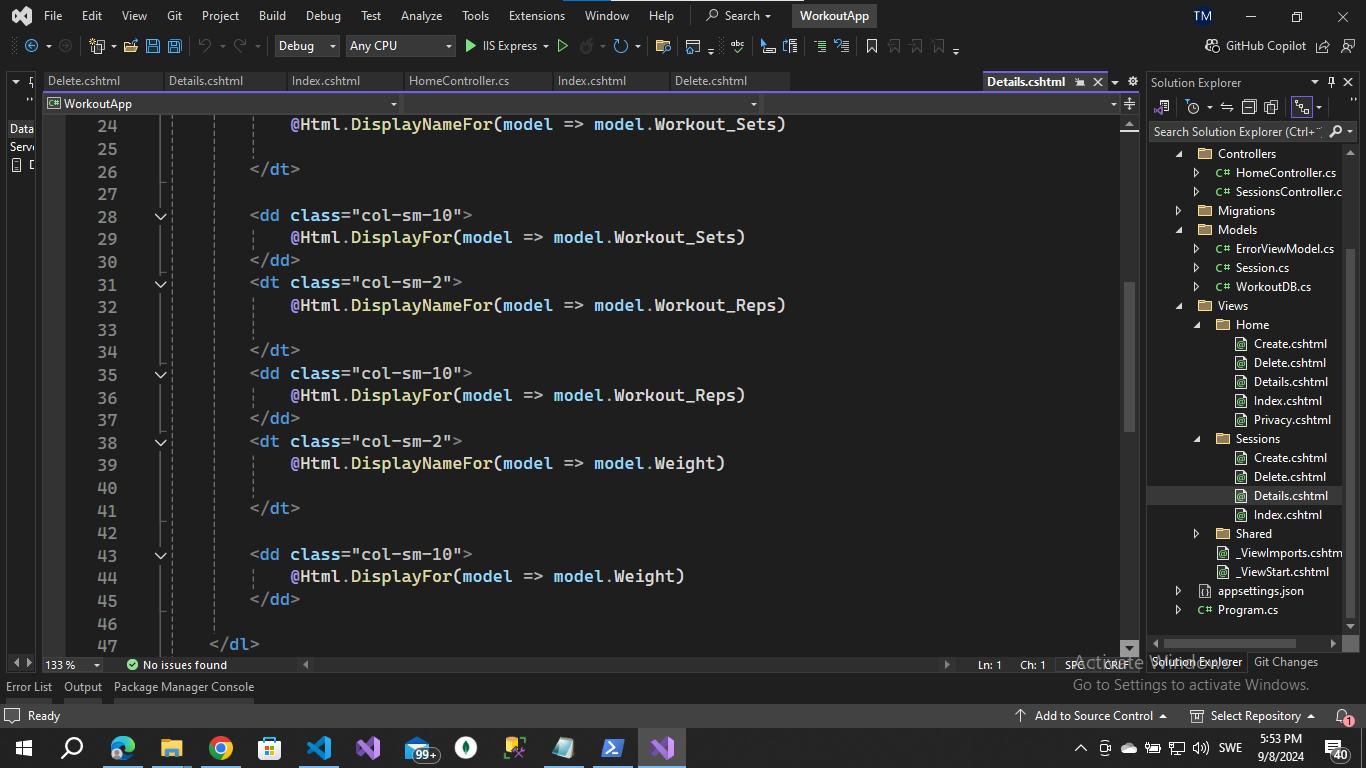 File Edit View Git Project Build Debug Test Analyze Tools Extensions Window Help Search WorkoutApp TM
Debug Any CPU IIS Express GitHub Copilot
Delete.cshtml Details.cshtml Index.cshtml HomeController.cs Index.cshtml Delete.cshtml Details.cshtml
C# WorkoutApp
24 @Html.DisplayNameFor(model => model.Workout_Sets)
25
26 </dt>
27
28 <dd class="col-sm-10">
29 @Html.DisplayFor(model => model.Workout_Sets)
30 </dd>
31 <dt class="col-sm-2">
32 @Html.DisplayNameFor(model => model.Workout_Reps)
33
34 </dt>
35 <dd class="col-sm-10">
36 @Html.DisplayFor(model => model.Workout_Reps)
37 </dd>
38 <dt class="col-sm-2">
39 @Html.DisplayNameFor(model => model.Weight)
40
41 </dt>
42
43 <dd class="col-sm-10">
44 @Html.DisplayFor(model => model.Weight)
45 </dd>
46
47 </dl>
133 % No issues found Ln: 1 Ch: 1 SPC CRLF
Data
Serv
D
Solution Explorer
Search Solution Explorer (Ctrl+
Controllers
C# HomeController.cs
C# SessionsController.c
Migrations
Models
C# ErrorViewModel.cs
C# Session.cs
C# WorkoutDB.cs
Views
Home
Create.cshtml
Delete.cshtml
Details.cshtml
Index.cshtml
Privacy.cshtml
Sessions
Create.cshtml
Delete.cshtml
Details.cshtml
Index.cshtml
Shared
_ViewImports.cshtm
_ViewStart.cshtml
appsettings.json
C# Program.cs
Solution Explorer Git Changes
Activate Windows
Go to Settings to activate Windows.
Error List Output Package Manager Console
Ready Add to Source Control Select Repository 1
99+ SWE 5:53 PM
9/8/2024 40